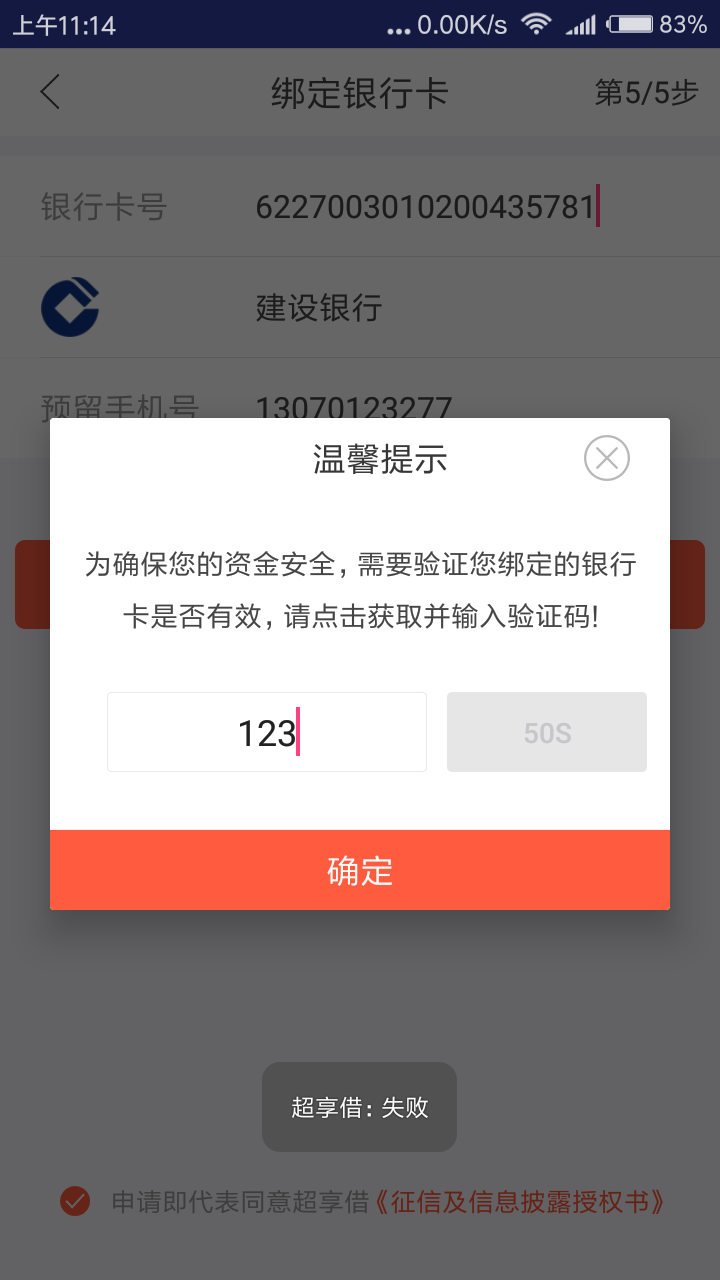 上午11:14 ... 0.00K/s 83%
绑定银行卡 第5/5步
银行卡号 6227003010200435781
建设银行
预留手机号 13070123277
温馨提示
为确保您的资金安全,需要验证您绑定的银行
卡是否有效,请点击获取并输入验证码!
123 50S
确定
超享借:失败
申请即代表同意超享借《征信及信息披露授权书》